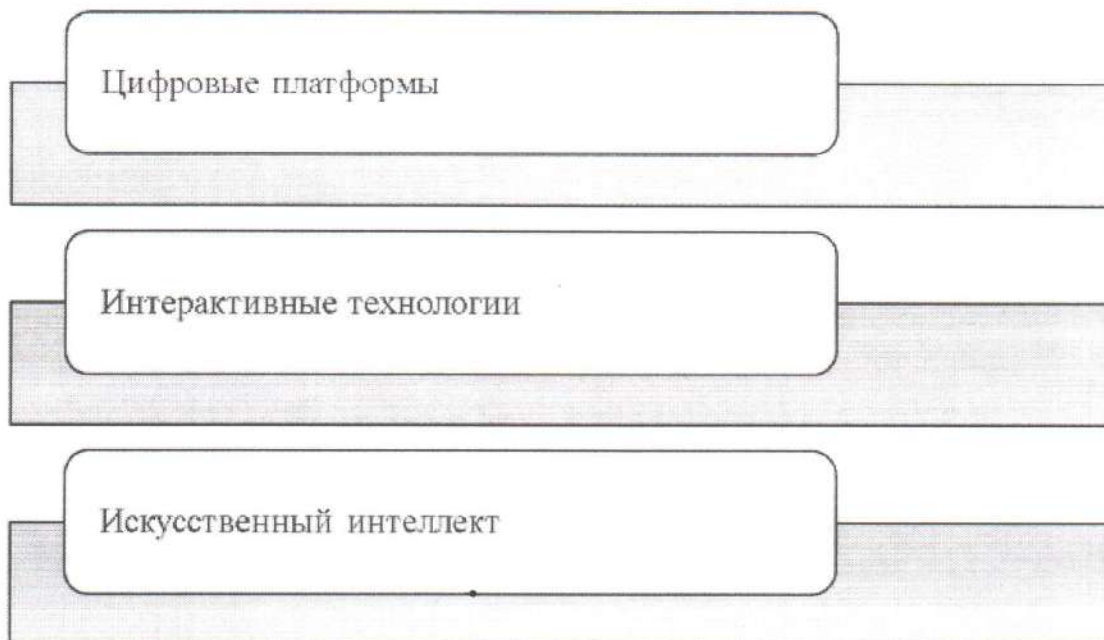 Цифровые платформы
Интерактивные технологии
Искусственный интеллект